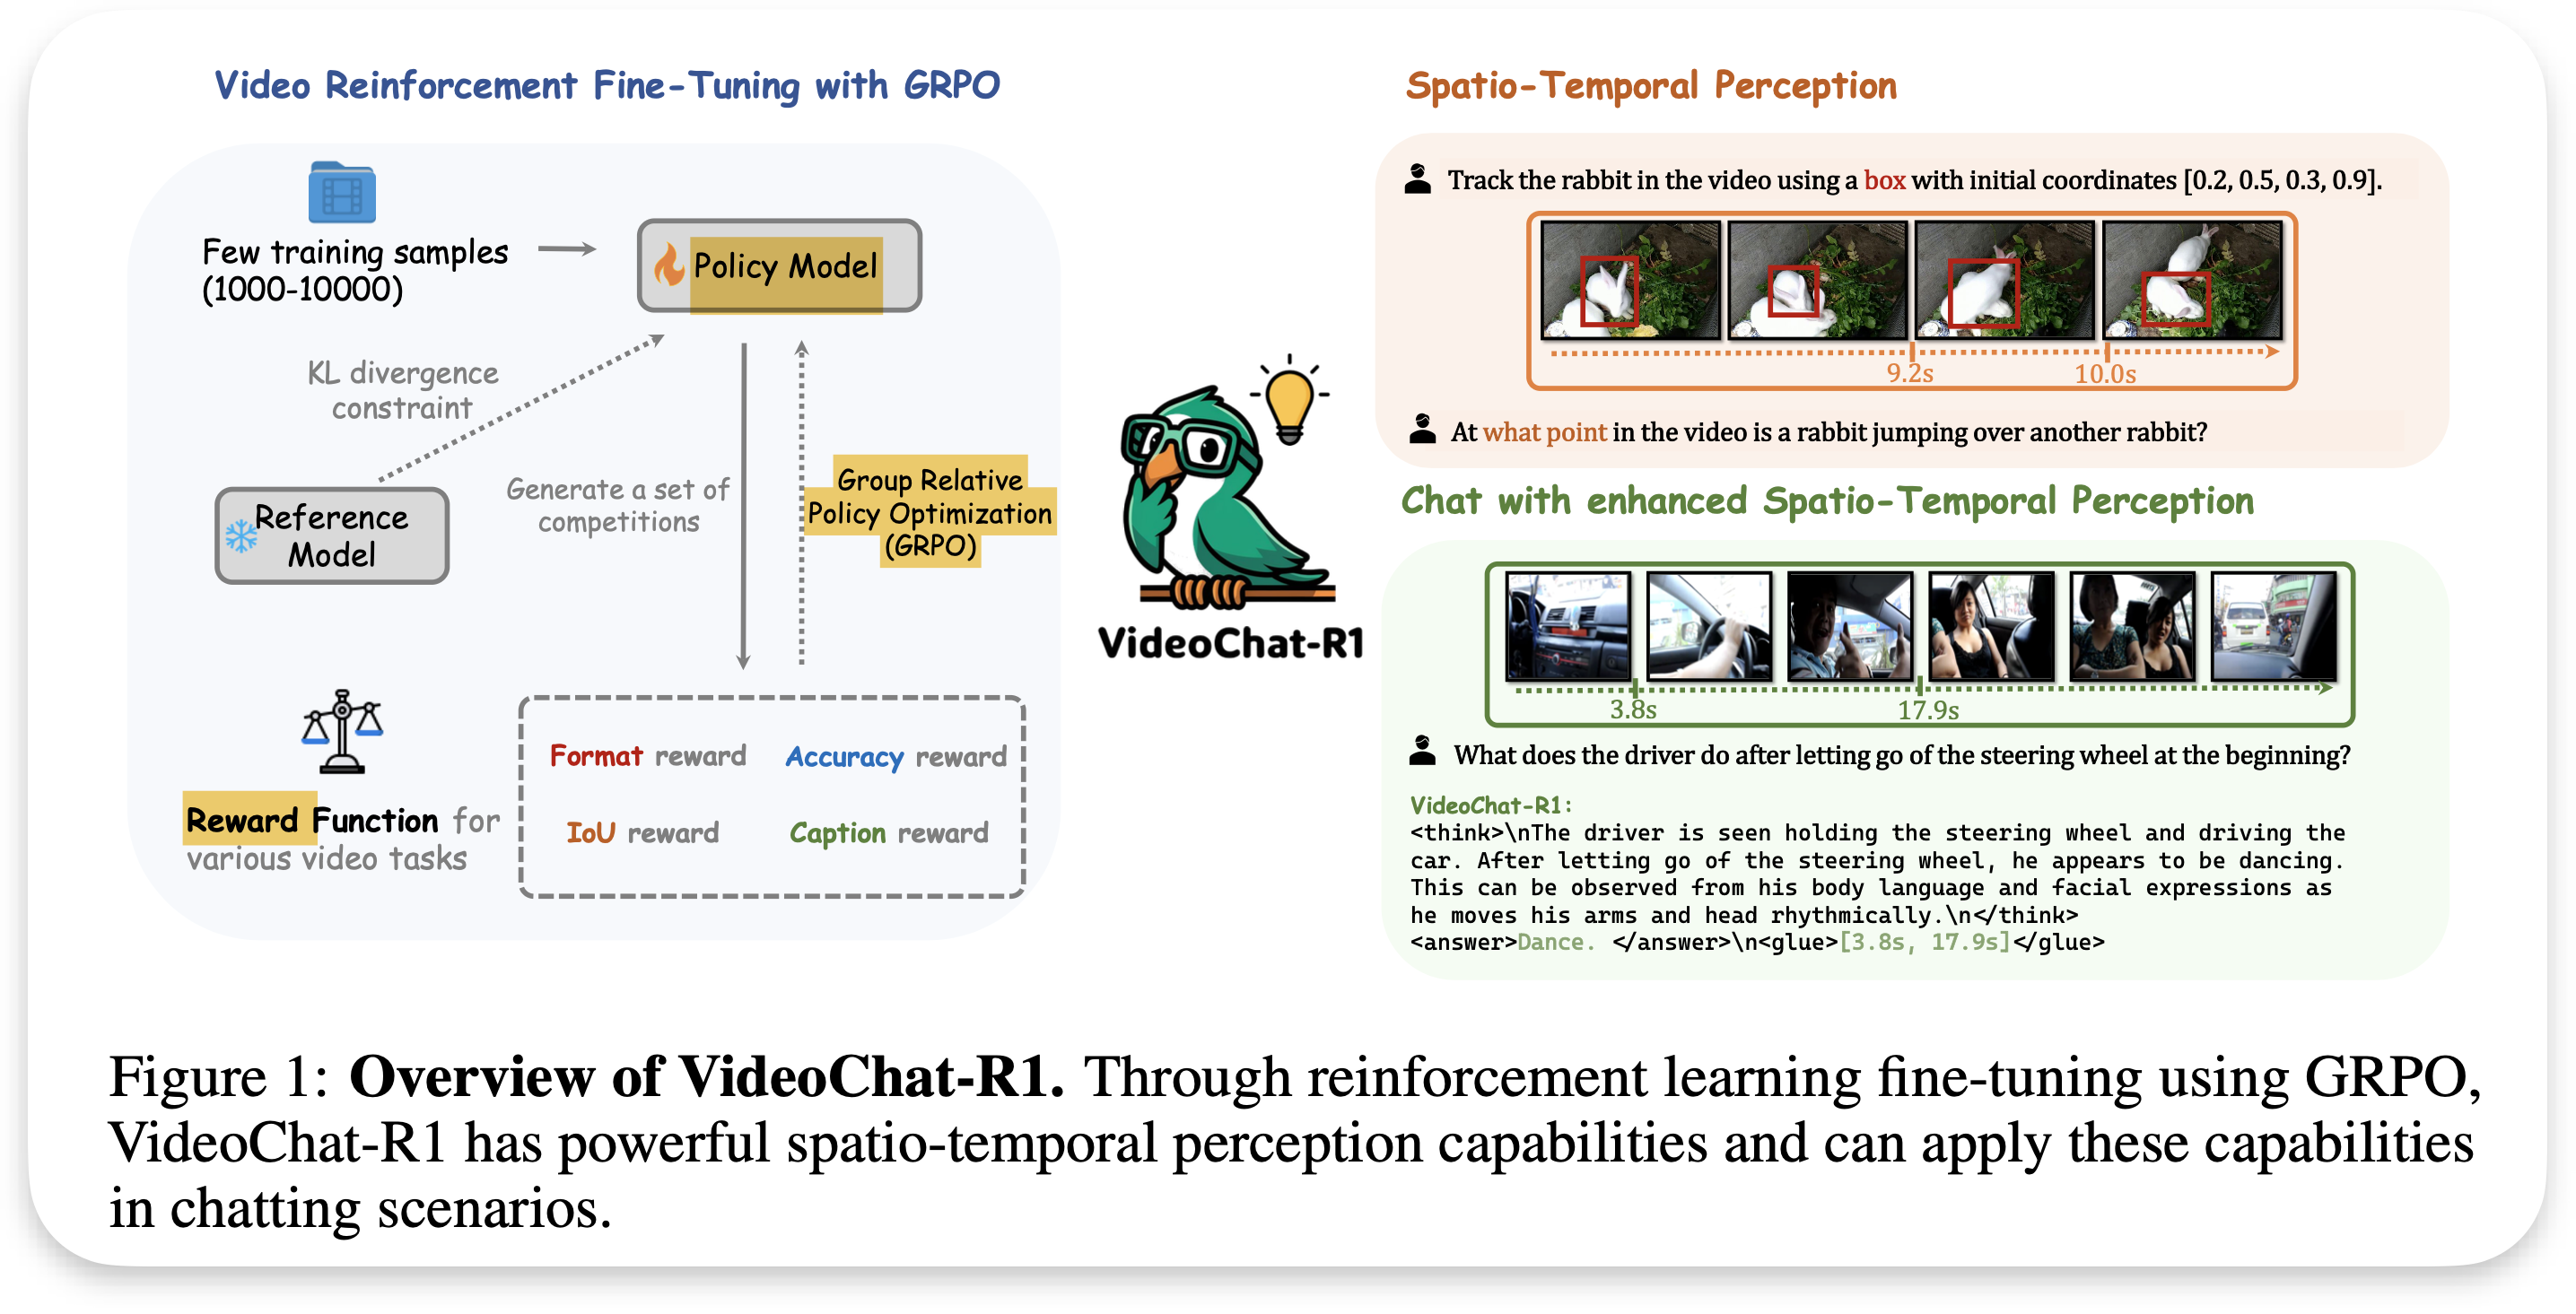 Video Reinforcement Fine-Tuning with GRPO
Few training samples
(1000-10000)
Policy Model
KL divergence
constraint
Reference
Model
Generate a set of
competitions
Group Relative
Policy Optimization
(GRPO)
Reward Function for
various video tasks
Format reward
Accuracy reward
IoU reward
Caption reward
VideoChat-R1
Spatio-Temporal Perception
Track the rabbit in the video using a box with initial coordinates [0.2, 0.5, 0.3, 0.9].
9.2s
10.0s
At what point in the video is a rabbit jumping over another rabbit?
Chat with enhanced Spatio-Temporal Perception
3.8s
17.9s
What does the driver do after letting go of the steering wheel at the beginning?
VideoChat-R1:
<think>\nThe driver is seen holding the steering wheel and driving the
car. After letting go of the steering wheel, he appears to be dancing.
This can be observed from his body language and facial expressions as
he moves his arms and head rhythmically.\n</think>
<answer>Dance. </answer>\n<glue>[3.8s, 17.9s]</glue>
Figure 1: Overview of VideoChat-R1. Through reinforcement learning fine-tuning using GRPO,
VideoChat-R1 has powerful spatio-temporal perception capabilities and can apply these capabilities
in chatting scenarios.